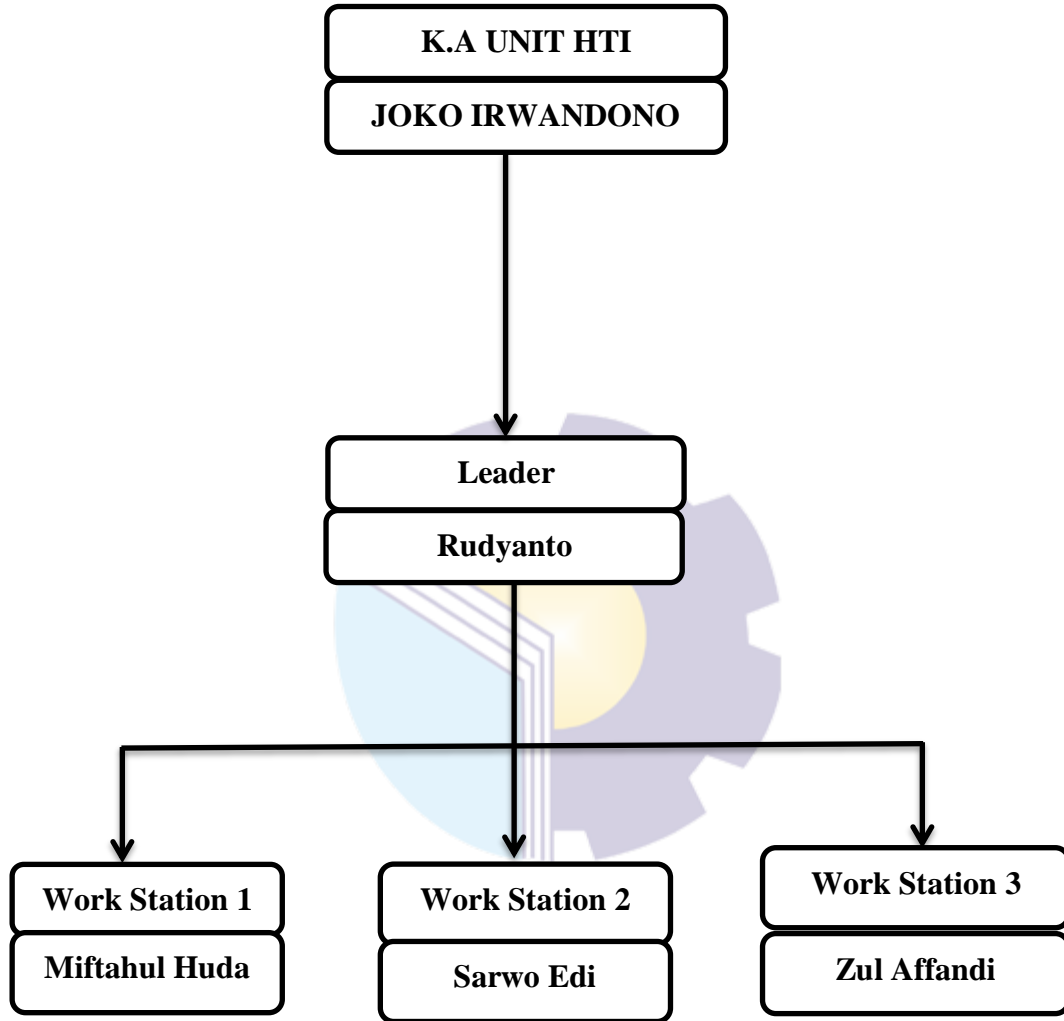 K.A UNIT HTI
JOKO IRWANDONO
Leader
Rudyanto
Work Station 1
Miftahul Huda
Work Station 2
Sarwo Edi
Work Station 3
Zul Affandi